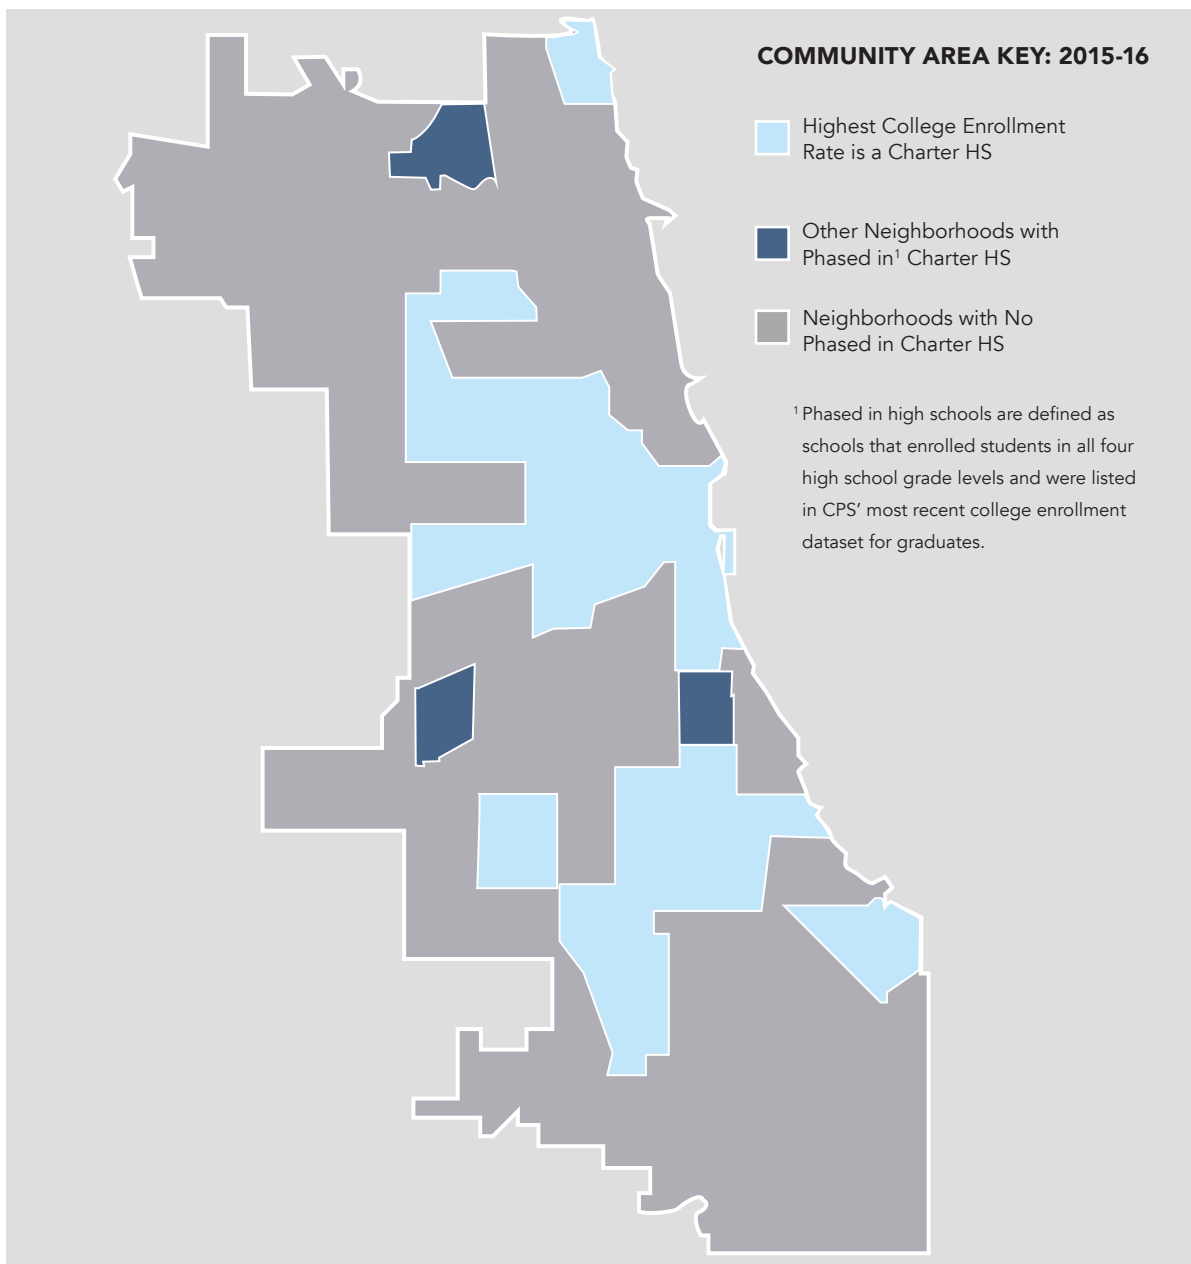 COMMUNITY AREA KEY: 2015-16
Highest College Enrollment
Rate is a Charter HS
Other Neighborhoods with
Phased in¹ Charter HS
Neighborhoods with No
Phased in Charter HS
¹ Phased in high schools are defined as
schools that enrolled students in all four
high school grade levels and were listed
in CPS’ most recent college enrollment
dataset for graduates.